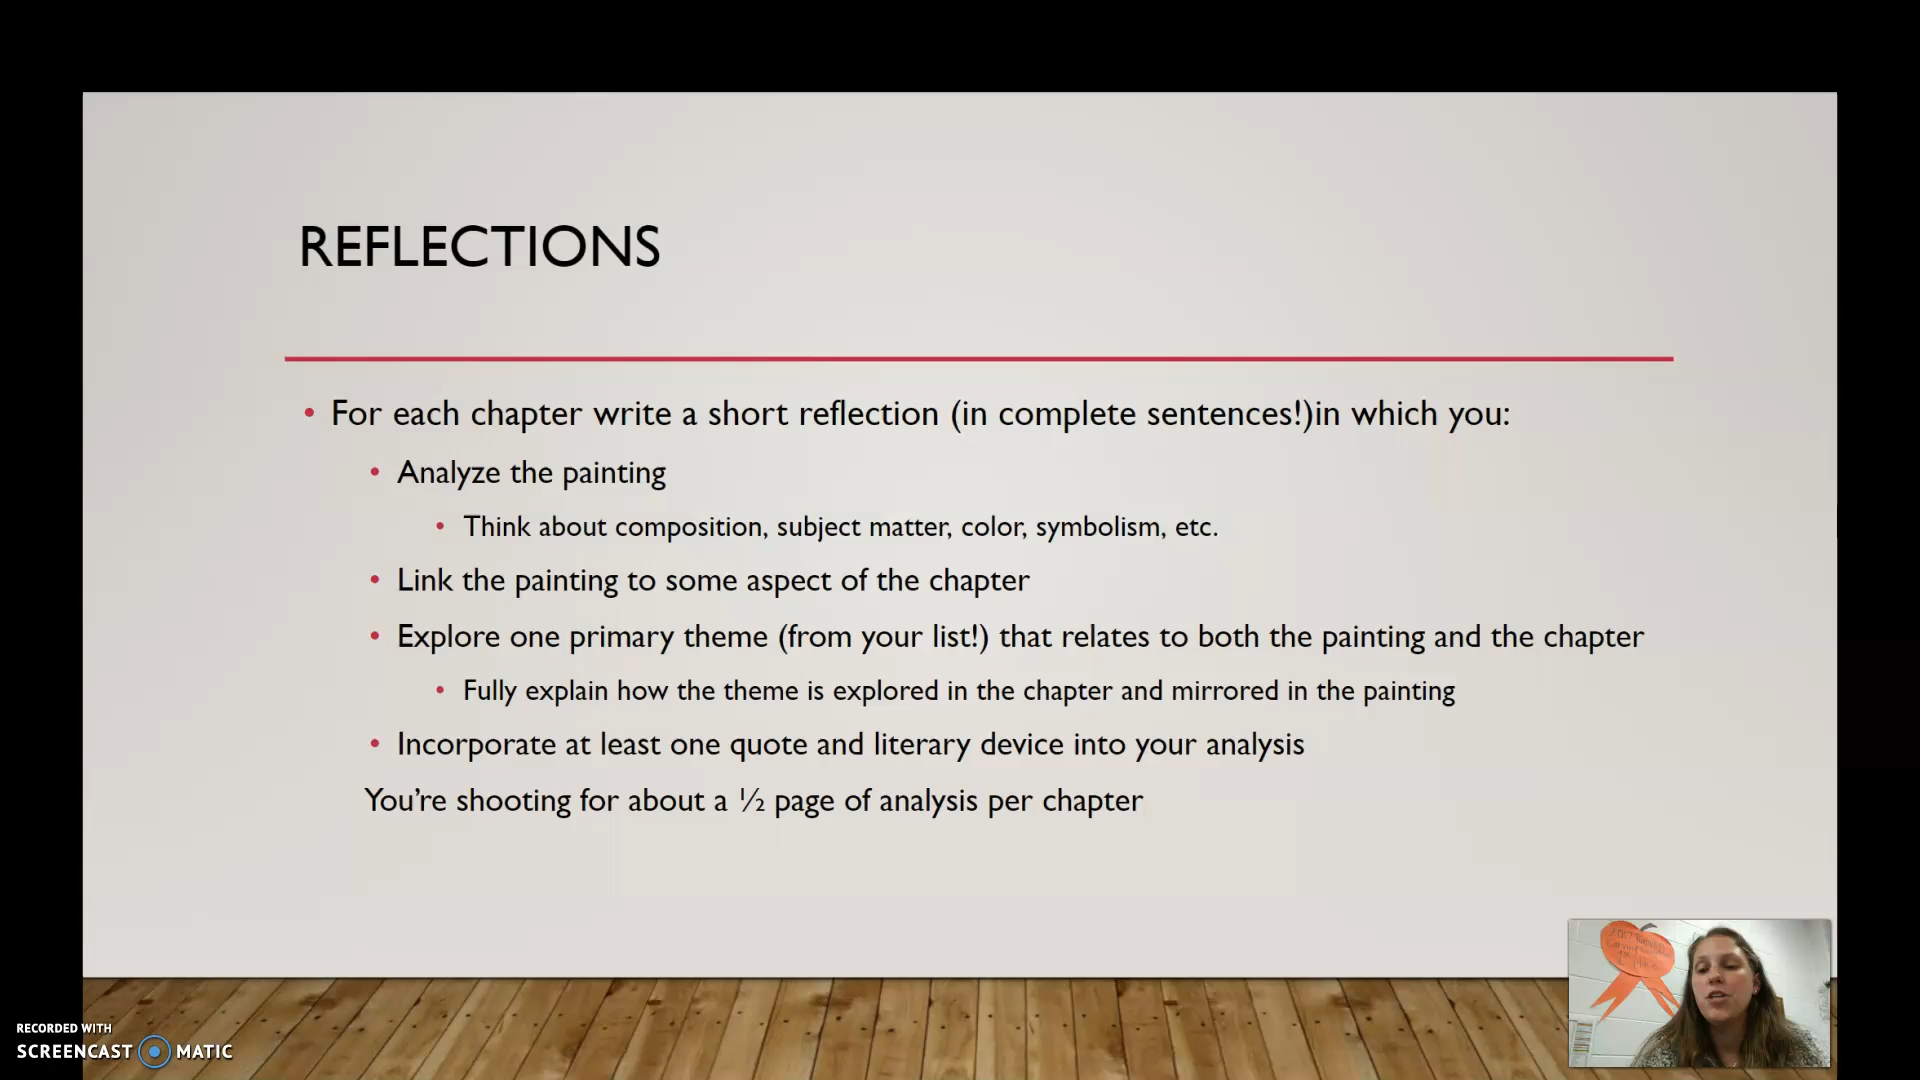 REFLECTIONS
• For each chapter write a short reflection (in complete sentences!)in which you:
• Analyze the painting
• Think about composition, subject matter, color, symbolism, etc.
• Link the painting to some aspect of the chapter
• Explore one primary theme (from your list!) that relates to both the painting and the chapter
• Fully explain how the theme is explored in the chapter and mirrored in the painting
• Incorporate at least one quote and literary device into your analysis
You're shooting for about a ½ page of analysis per chapter
2017
RECORDED WITH
SCREENCAST MATIC